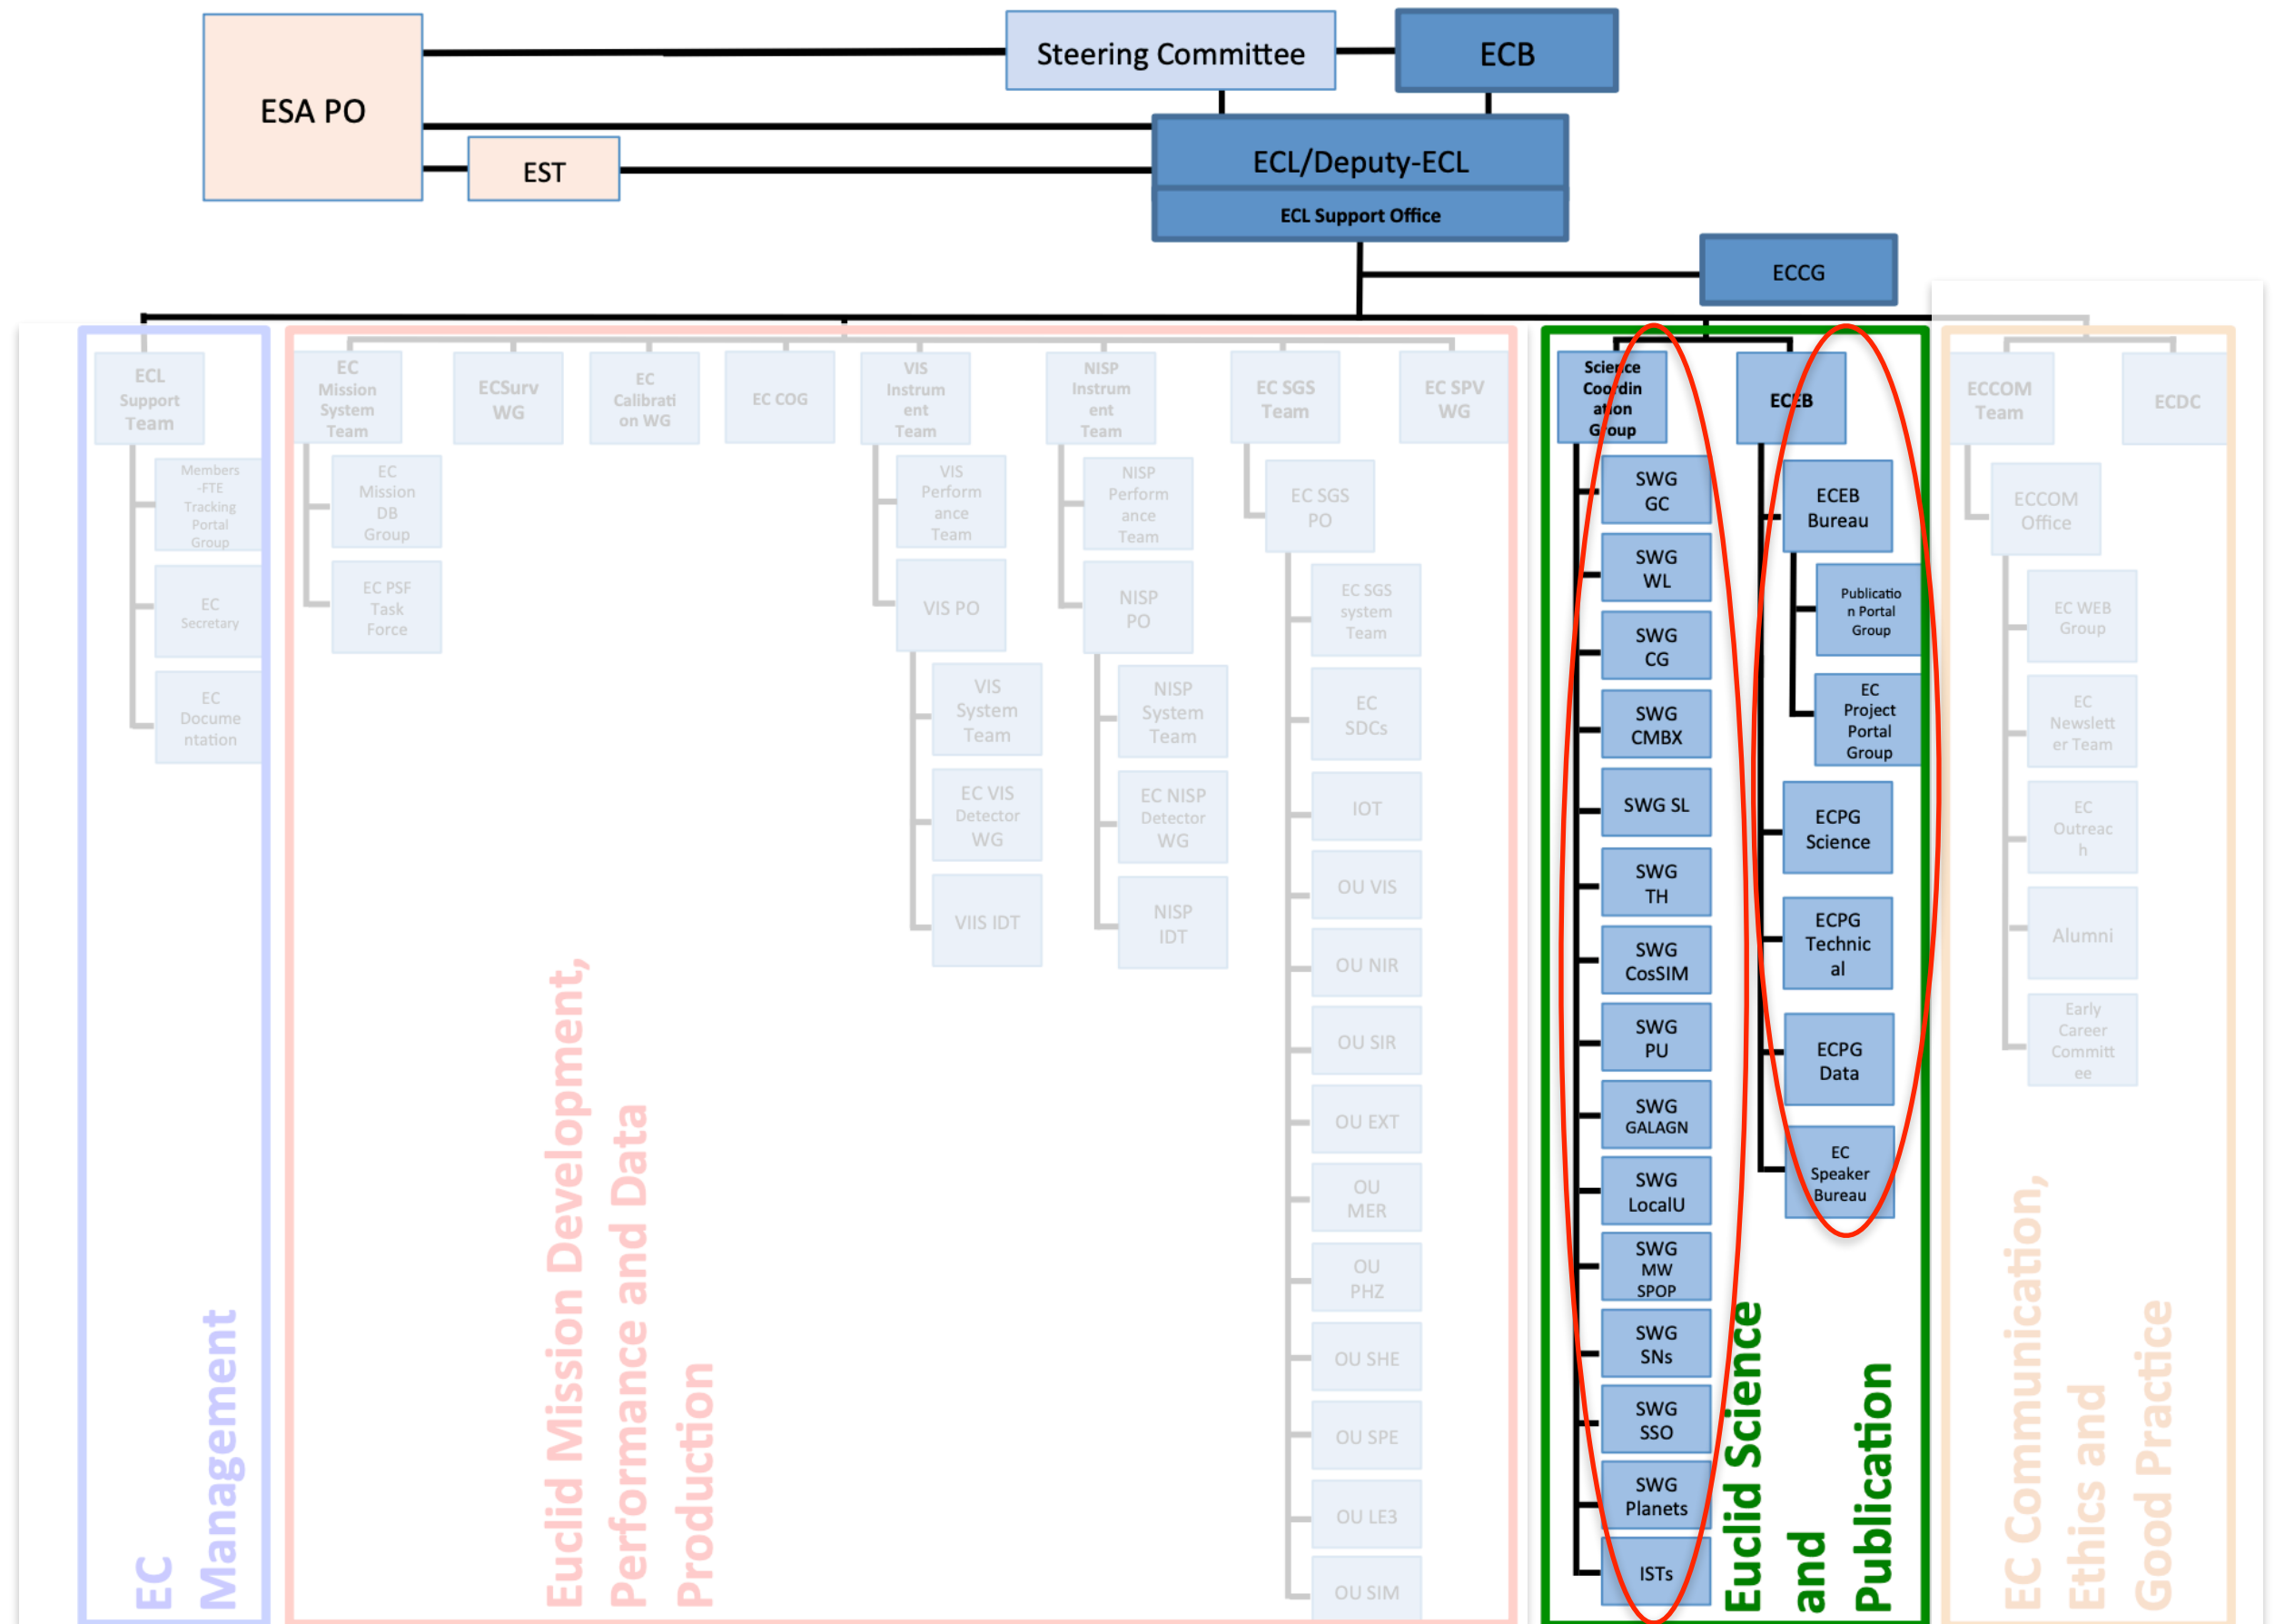 Steering Committee
ECB
ESA PO
EST
ECL/Deputy-ECL
ECL Support Office
ECCG
ECL
Support
Team
Members
-FTE
Tracking
Portal
Group
EC
Secretary
EC
Docume
ntation
EC
Management
EC
Mission
System
Team
EC
Mission
DB
Group
EC PSF
Task
Force
ECSurv
WG
EC
Calibrati
on WG
EC COG
VIS
Instrum
ent
Team
VIS
Perform
ance
Team
VIS PO
VIS
System
Team
EC VIS
Detector
WG
VIIS IDT
NISP
Instrum
ent
Team
NISP
Perform
ance
Team
NISP
PO
NISP
System
Team
EC NISP
Detector
WG
NISP
IDT
EC SGS
Team
EC SGS
PO
EC SGS
system
Team
EC
SDCs
IOT
OU VIS
OU NIR
OU SIR
OU EXT
OU
MER
OU
PHZ
OU SHE
OU SPE
OU LE3
OU SIM
EC SPV
WG
Euclid Mission Development,
Performance and Data
Production
Science
Coordin
ation
Group
SWG
GC
SWG
WL
SWG
CG
SWG
CMBX
SWG SL
SWG
TH
SWG
CosSIM
SWG
PU
SWG
GALAGN
SWG
LocalU
SWG
MW
SPOP
SWG
SNs
SWG
SSO
SWG
Planets
ISTs
ECEB
ECEB
Bureau
Publicatio
n Portal
Group
EC
Project
Portal
Group
ECPG
Science
ECPG
Technic
al
ECPG
Data
EC
Speaker
Bureau
Euclid Science
and
Publication
ECCOM
Team
ECCOM
Office
EC WEB
Group
EC
Newslett
er Team
EC
Outreac
h
Alumni
Early
Career
Committ
ee
ECDC
EC Communication,
Ethics and
Good Practice